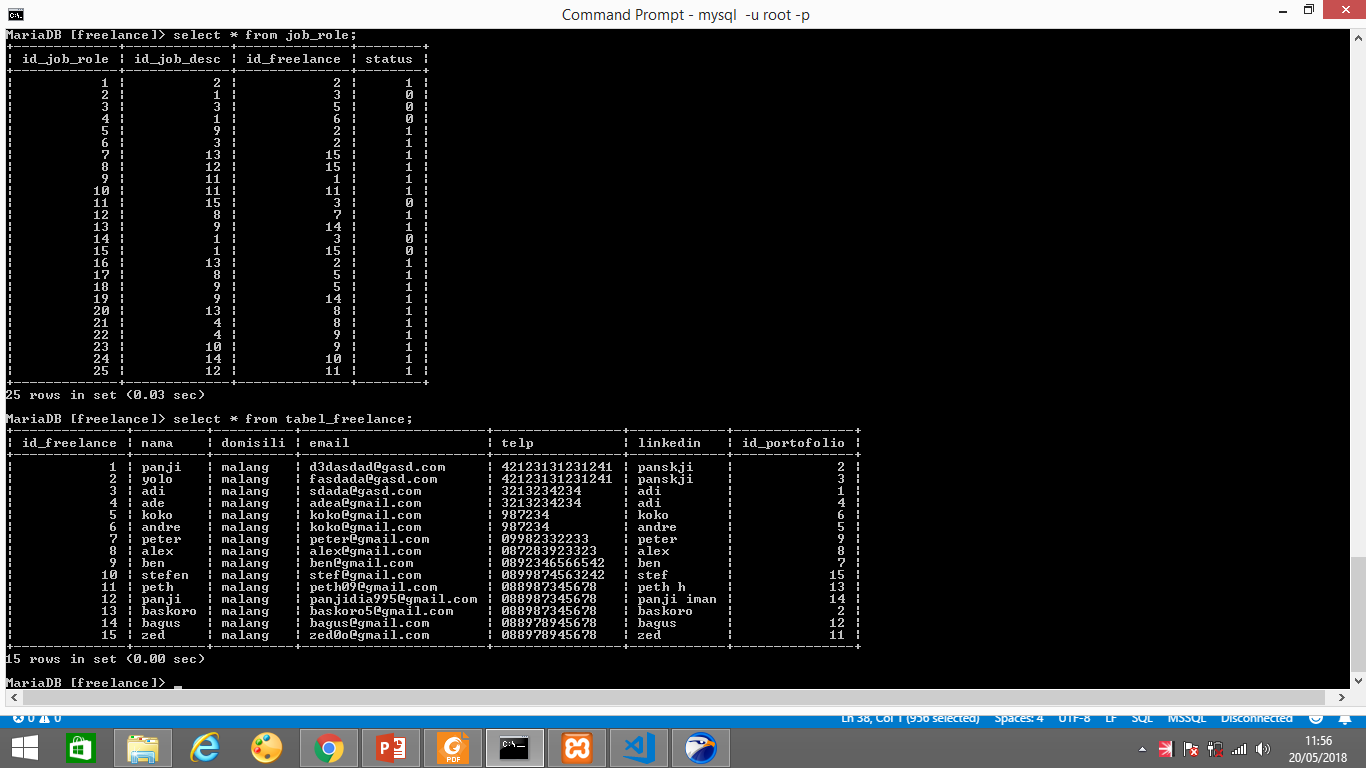 Command Prompt - mysql -u root -p
MariaDB [freelance]> select * from job_role;
| id_job_role | id_job_desc | id_freelance | status |
| 1 | 2 | 2 | 1 |
| 2 | 1 | 3 | 0 |
| 3 | 3 | 5 | 0 |
| 4 | 1 | 6 | 0 |
| 5 | 9 | 2 | 1 |
| 6 | 3 | 2 | 1 |
| 7 | 13 | 15 | 1 |
| 8 | 12 | 15 | 1 |
| 9 | 11 | 1 | 1 |
| 10 | 11 | 11 | 1 |
| 11 | 15 | 3 | 0 |
| 12 | 8 | 7 | 1 |
| 13 | 9 | 14 | 1 |
| 14 | 1 | 3 | 0 |
| 15 | 1 | 15 | 0 |
| 16 | 13 | 2 | 1 |
| 17 | 8 | 5 | 1 |
| 18 | 9 | 5 | 1 |
| 19 | 9 | 14 | 1 |
| 20 | 13 | 8 | 1 |
| 21 | 4 | 8 | 1 |
| 22 | 4 | 9 | 1 |
| 23 | 10 | 9 | 1 |
| 24 | 14 | 10 | 1 |
| 25 | 12 | 11 | 1 |
25 rows in set (0.03 sec)
MariaDB [freelance]> select * from tabel_freelance;
| id_freelance | nama | domisili | email | telp | linkedin | id_portofolio |
| 1 | panji | malang | d3dasdad@gasd.com | 42123131231241 | panskji | 2 |
| 2 | yolo | malang | fasdada@gasd.com | 42123131231241 | panskji | 3 |
| 3 | adi | malang | sdada@gasd.com | 3213234234 | adi | 1 |
| 4 | ade | malang | adea@gmail.com | 3213234234 | adi | 4 |
| 5 | koko | malang | koko@gmail.com | 987234 | koko | 6 |
| 6 | andre | malang | koko@gmail.com | 987234 | andre | 5 |
| 7 | peter | malang | peter@gmail.com | 09982332233 | peter | 9 |
| 8 | alex | malang | alex@gmail.com | 087283923323 | alex | 8 |
| 9 | ben | malang | ben@gmail.com | 0892346566542 | ben | 7 |
| 10 | stefen | malang | stef@gmail.com | 0899874563242 | stef | 15 |
| 11 | peth | malang | peth09@gmail.com | 088987345678 | peth h | 13 |
| 12 | panji | malang | panjidia995@gmail.com | 088987345678 | panji iman | 14 |
| 13 | baskoro | malang | baskoro5@gmail.com | 088987345678 | baskoro | 2 |
| 14 | bagus | malang | bagus@gmail.com | 088978945678 | bagus | 12 |
| 15 | zed | malang | zed0o@gmail.com | 088978945678 | zed | 11 |
15 rows in set (0.00 sec)
MariaDB [freelance]> _
0 0 Ln 38, Col 1 (956 selected) Spaces: 4 UTF-8 LF SQL MSSQL Disconnected
C:\_
PDF
11:56
20/05/2018